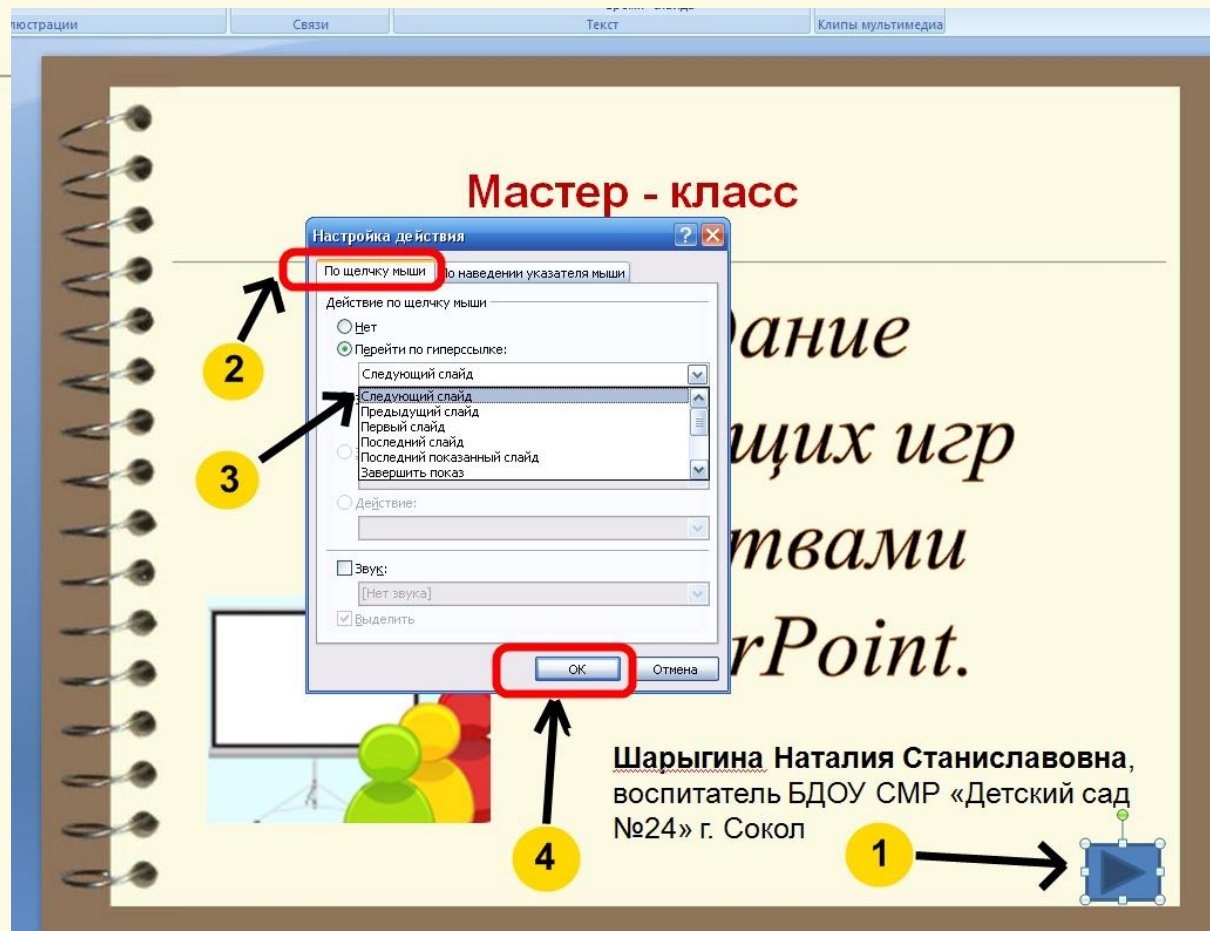 Связи
Текст
Клипы мультимедиа
Мастер - класс
Настройка действия
По щелчку мыши
По наведении указателя мыши
Действие по щелчку мыши
Нет
Перейти по гиперссылке:
Следующий слайд
Следующий слайд
Предыдущий слайд
Первый слайд
Последний слайд
Последний показанный слайд
Завершить показ
Действие:
Звук:
[Нет звука]
Выделить
ОК
Отмена
2
3
4
1
ание
щих игр
твами
rPoint.
Шарыгина Наталия Станиславовна,
воспитатель БДОУ СМР «Детский сад
№24» г. Сокол